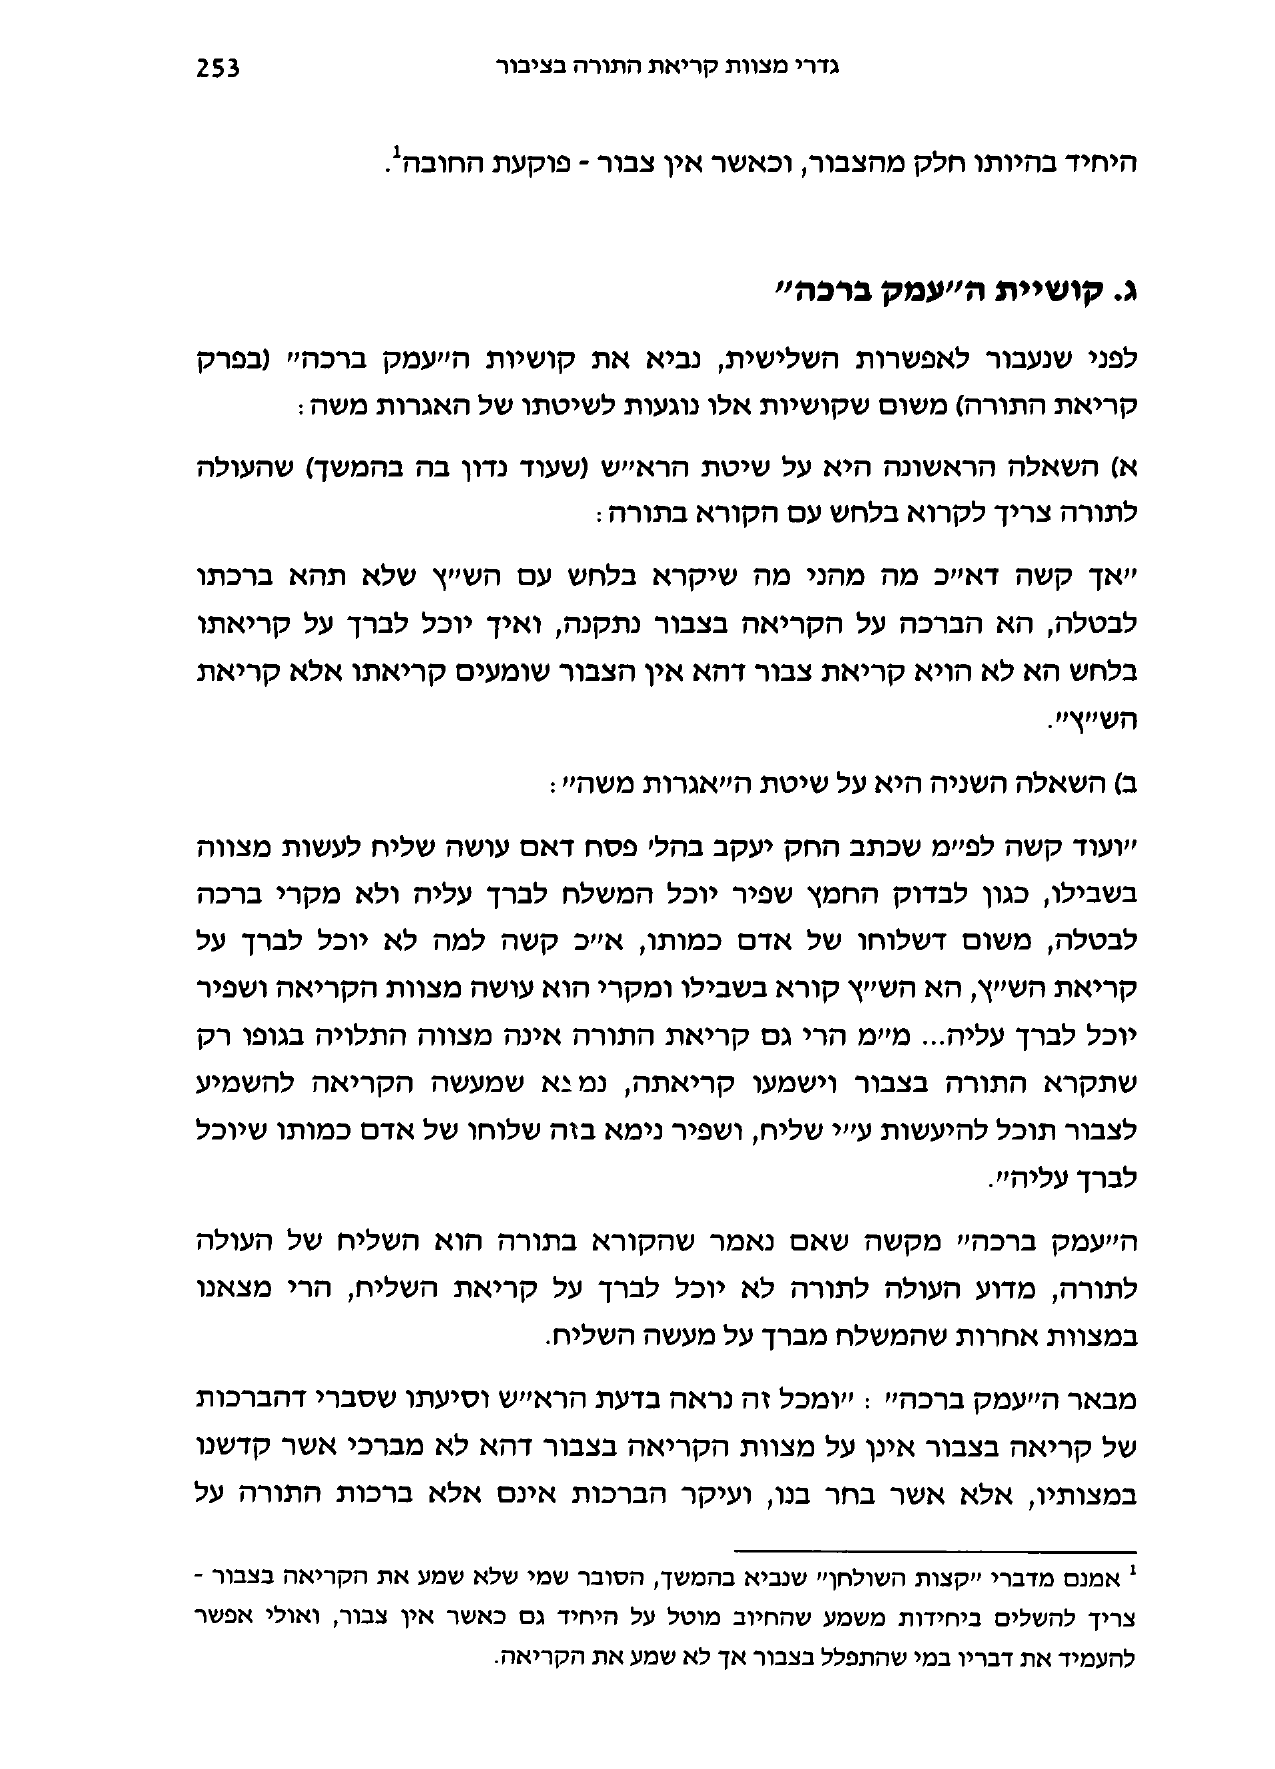 גדרי מצוות קריאת התורה בציבור 253
היחיד בהיותו חלק מהצבור, וכאשר אין צבור - פוקעת החובה¹.
ג. קושיית ה״עמק ברכה״
לפני שנעבור לאפשרות השלישית, נביא את קושיות ה״עמק ברכה״ (בפרק
קריאת התורה) משום שקושיות אלו נוגעות לשיטתו של האגרות משה:
א) השאלה הראשונה היא על שיטת הרא״ש (שעוד נדון בה בהמשך) שהעולה
לתורה צריך לקרוא בלחש עם הקורא בתורה:
״אך קשה דא״כ מה מהני מה שיקרא בלחש עם הש״ץ שלא תהא ברכתו
לבטלה, הא הברכה על הקריאה בצבור נתקנה, ואיך יוכל לברך על קריאתו
בלחש הא לא הויא קריאת צבור דהא אין הצבור שומעים קריאתו אלא קריאת
הש״ץ״.
ב) השאלה השניה היא על שיטת ה״אגרות משה״:
״ועוד קשה לפ״מ שכתב החק יעקב בהל׳ פסח דאם עושה שליח לעשות מצווה
בשבילו, כגון לבדוק החמץ שפיר יוכל המשלח לברך עליה ולא מקרי ברכה
לבטלה, משום דשלוחו של אדם כמותו, א״כ קשה למה לא יוכל לברך על
קריאת הש״ץ, הא הש״ץ קורא בשבילו ומקרי הוא עושה מצוות הקריאה ושפיר
יוכל לברך עליה... מ״מ הרי גם קריאת התורה אינה מצווה התלויה בגופו רק
שתקרא התורה בצבור וישמעו קריאתה, נמצא שמעשה הקריאה להשמיע
לצבור תוכל להיעשות ע״י שליח, ושפיר נימא בזה שלוחו של אדם כמותו שיוכל
לברך עליה״.
ה״עמק ברכה״ מקשה שאם נאמר שהקורא בתורה הוא השליח של העולה
לתורה, מדוע העולה לתורה לא יוכל לברך על קריאת השליח, הרי מצאנו
במצוות אחרות שהמשלח מברך על מעשה השליח.
מבאר ה״עמק ברכה״ : ״ומכל זה נראה בדעת הרא״ש וסיעתו שסברי דהברכות
של קריאה בצבור אינן על מצוות הקריאה בצבור דהא לא מברכי אשר קדשנו
במצותיו, אלא אשר בחר בנו, ועיקר הברכות אינם אלא ברכות התורה על
¹ אמנם מדברי ״קצות השולחן״ שנביא בהמשך, הסובר שמי שלא שמע את הקריאה בצבור -
צריך להשלים ביחידות משמע שהחיוב מוטל על היחיד גם כאשר אין צבור, ואולי אפשר
להעמיד את דבריו במי שהתפלל בצבור אך לא שמע את הקריאה.